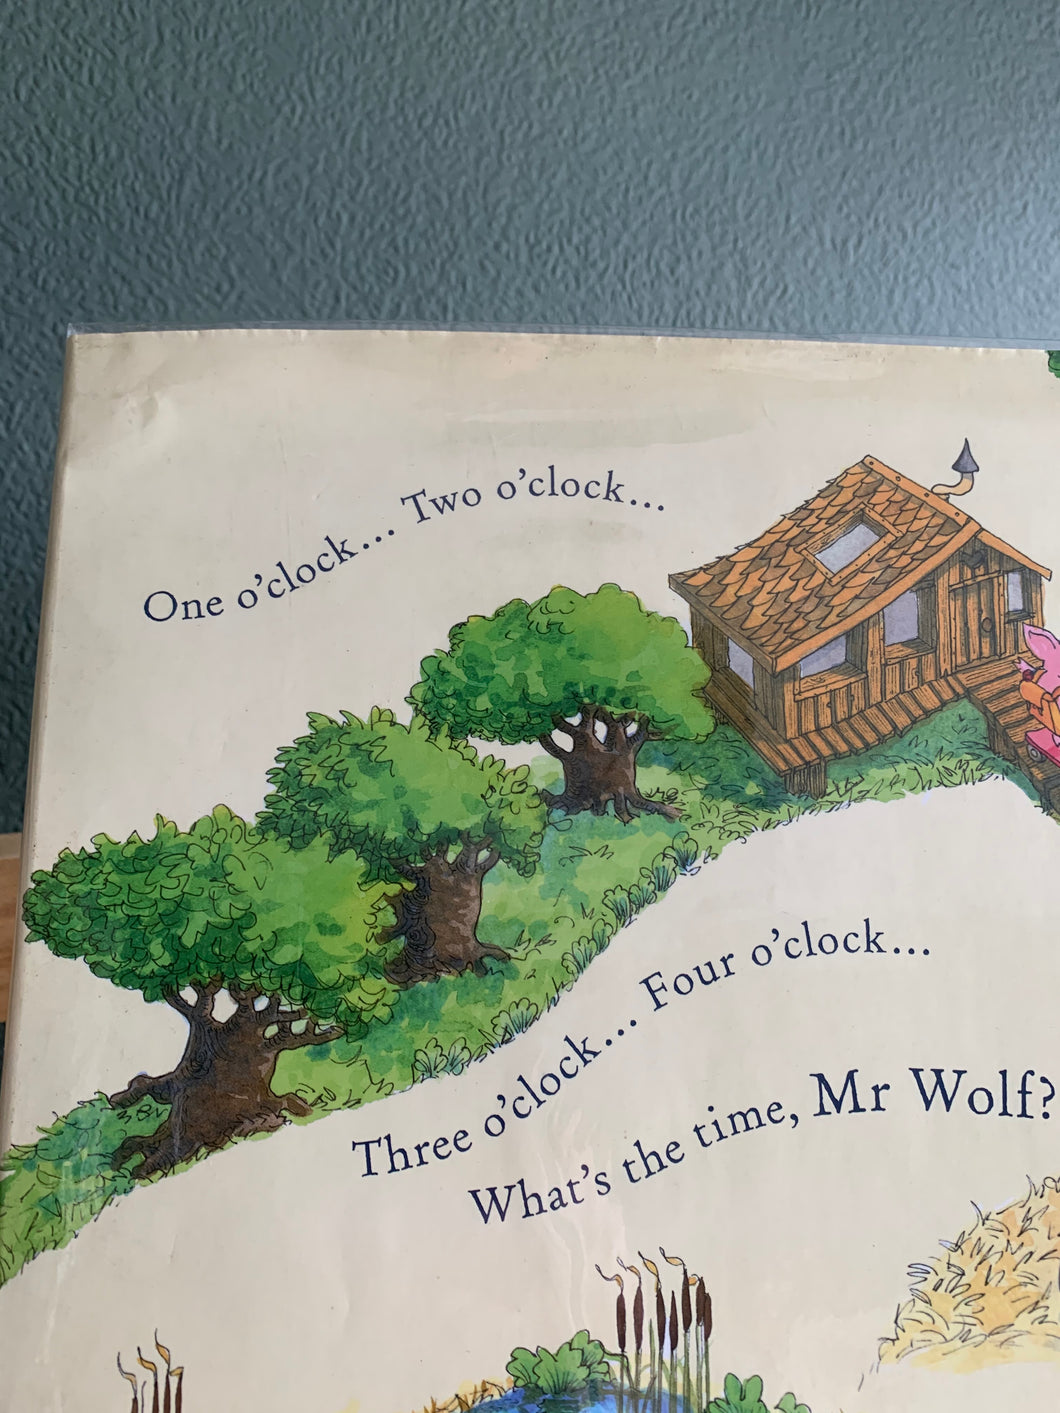 One o’clock... Two o’clock...
Three o’clock... Four o’clock...
What’s the time, Mr Wolf?